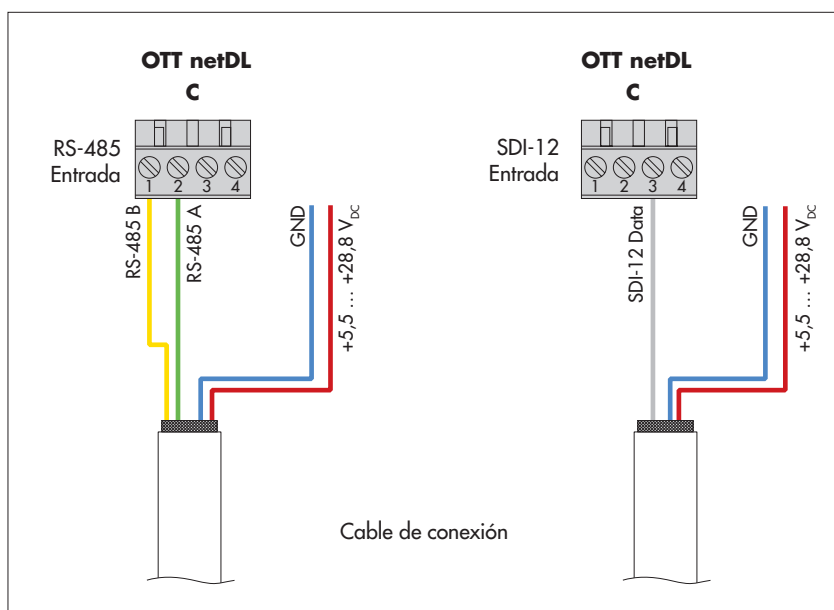 OTT netDL
C
RS-485
Entrada
1 2 3 4
RS-485 B
RS-485 A
GND
+5,5 ... +28,8 VDC
OTT netDL
C
SDI-12
Entrada
1 2 3 4
SDI-12 Data
GND
+5,5 ... +28,8 VDC
Cable de conexión